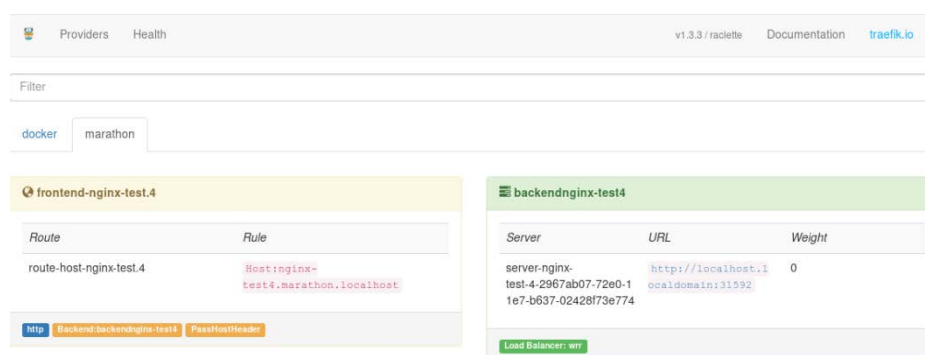 Providers Health v1.3.3 / raclette Documentation traefik.io
Filter
docker marathon
frontend-nginx-test.4
Route Rule
route-host-nginx-test.4 Host:nginx-
test4.marathon.localhost
http Backend:backendnginx-test4 PassHostHeader
backendnginx-test4
Server URL Weight
server-nginx- http://localhost.l 0
test-4-2967ab07-72e0-1 ocaldomain:31592
1e7-b637-02428f73e774
Load Balancer: wrr